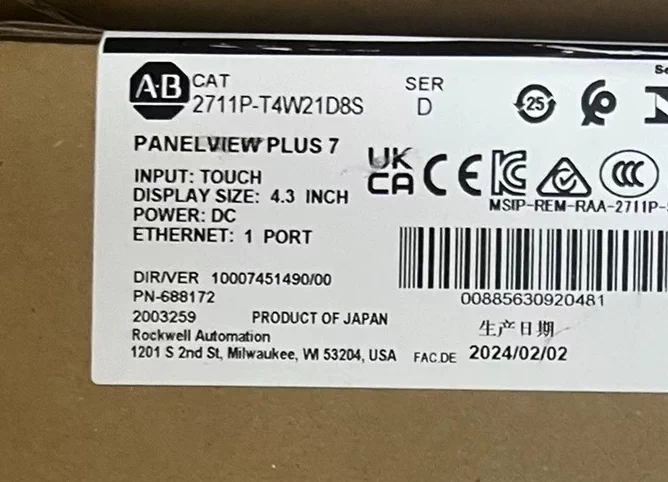 A-B
CAT
2711P-T4W21D8S
SER
D
25
PANELVIEW PLUS 7
INPUT: TOUCH
DISPLAY SIZE: 4.3 INCH
POWER: DC
ETHERNET: 1 PORT
UK
CA CE
CCC
MSIP-REM-RAA-2711P-
DIR/VER 10007451490/00
PN-688172
2003259 PRODUCT OF JAPAN
Rockwell Automation
1201 S 2nd St, Milwaukee, WI 53204, USA
00885630920481
生产日期
FAC.DE 2024/02/02